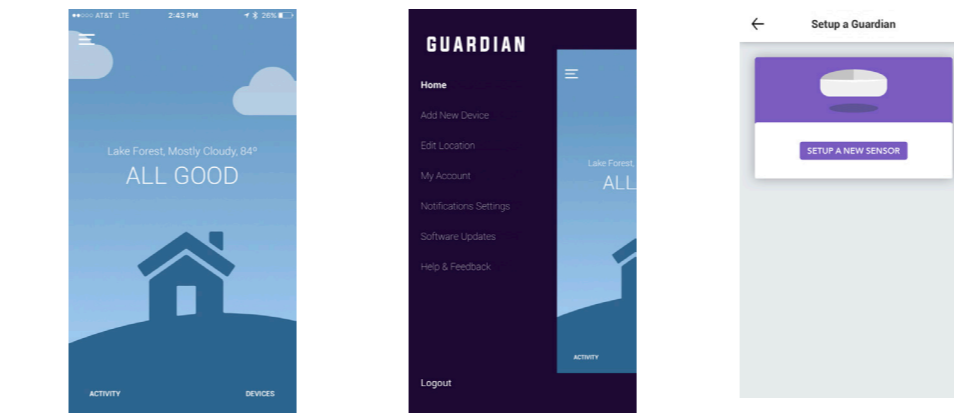 AT&T LTE 2:43 PM 26%
Lake Forest, Mostly Cloudy, 84°
ALL GOOD
ACTIVITY DEVICES
GUARDIAN
Home
Add New Device
Edit Location
My Account
Notifications Settings
Software Updates
Help & Feedback
Logout
Lake Forest,
ALL
ACTIVITY
Setup a Guardian
SETUP A NEW SENSOR